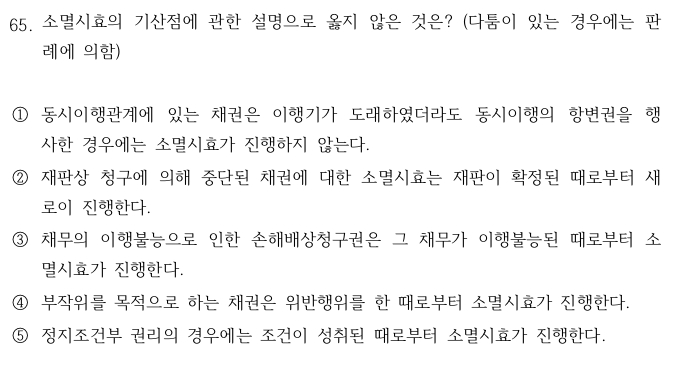 65. 소멸시효의 기산점에 관한 설명으로 옳지 않은 것은? (다툼이 있는 경우에는 판
례에 의함)
① 동시이행관계에 있는 채권은 이행기가 도래하였더라도 동시이행의 항변권을 행
사한 경우에는 소멸시효가 진행하지 않는다.
② 재판상 청구에 의해 중단된 채권에 대한 소멸시효는 재판이 확정된 때로부터 새
로이 진행한다.
③ 채무의 이행불능으로 인한 손해배상청구권은 그 채무가 이행불능된 때로부터 소
멸시효가 진행한다.
④ 부작위를 목적으로 하는 채권은 위반행위를 한 때로부터 소멸시효가 진행한다.
⑤ 정지조건부 권리의 경우에는 조건이 성취된 때로부터 소멸시효가 진행한다.